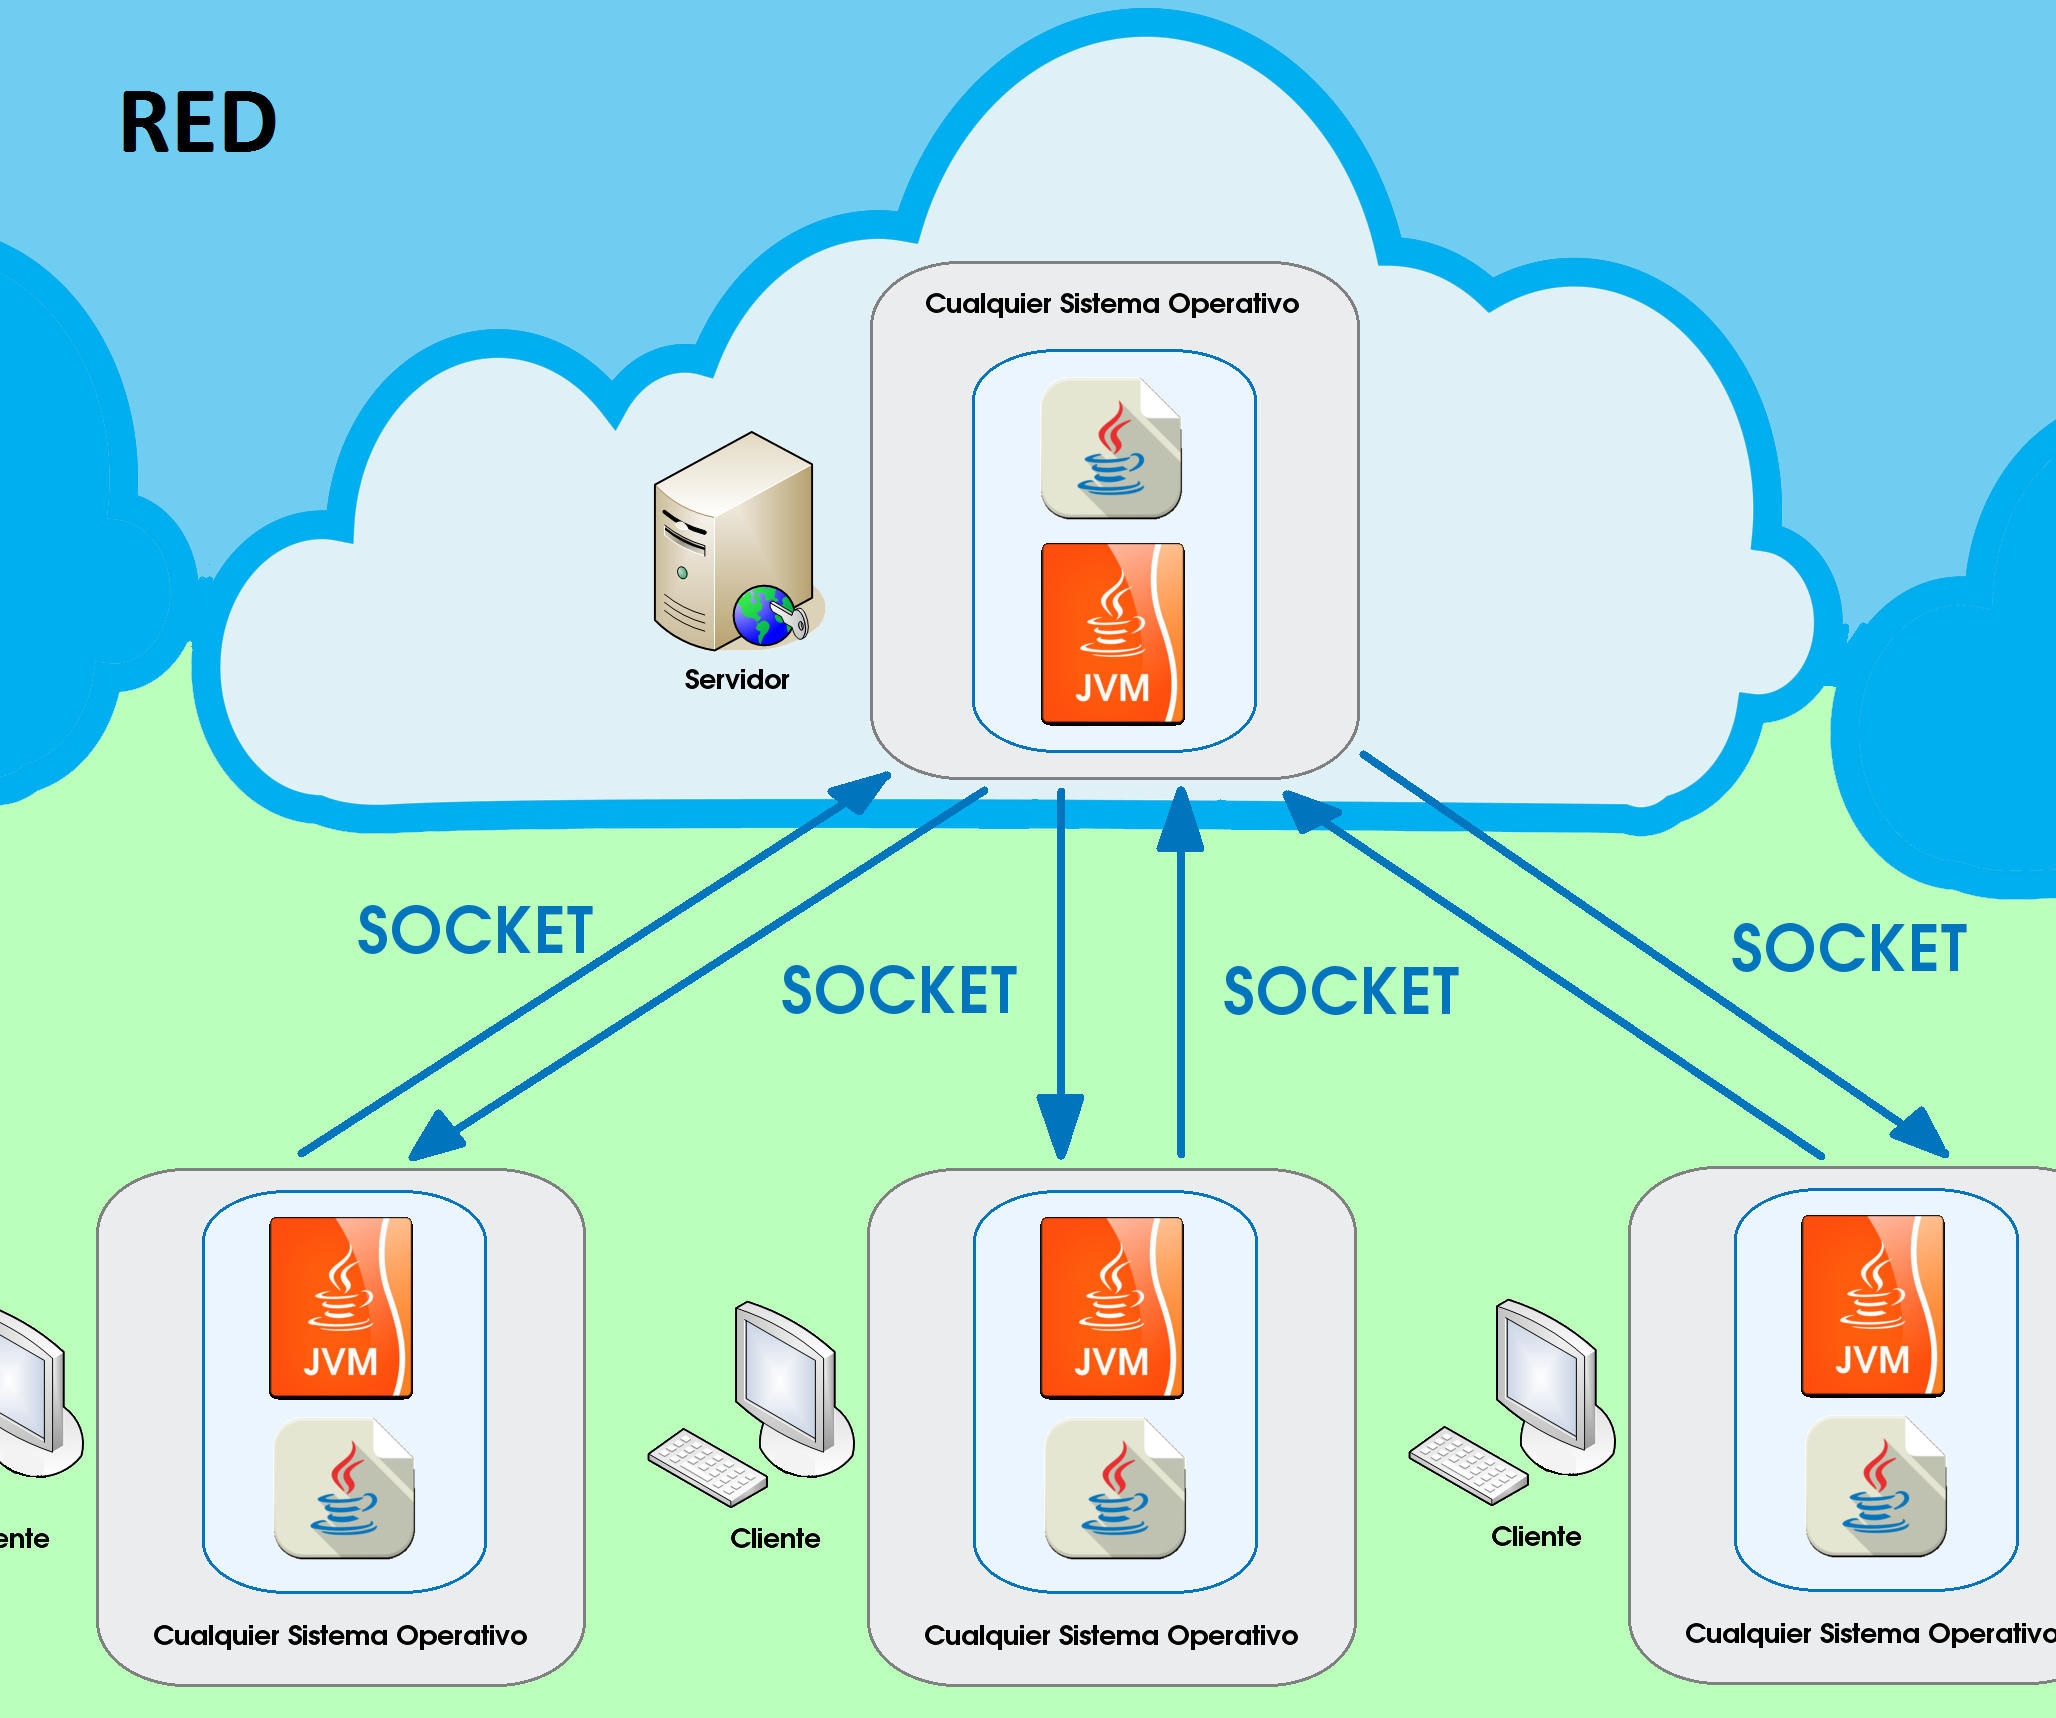 RED
Cualquier Sistema Operativo
JVM
Servidor
SOCKET
SOCKET
SOCKET
SOCKET
JVM
JVM
JVM
ente
Cliente
Cliente
Cualquier Sistema Operativo
Cualquier Sistema Operativo
Cualquier Sistema Operativo